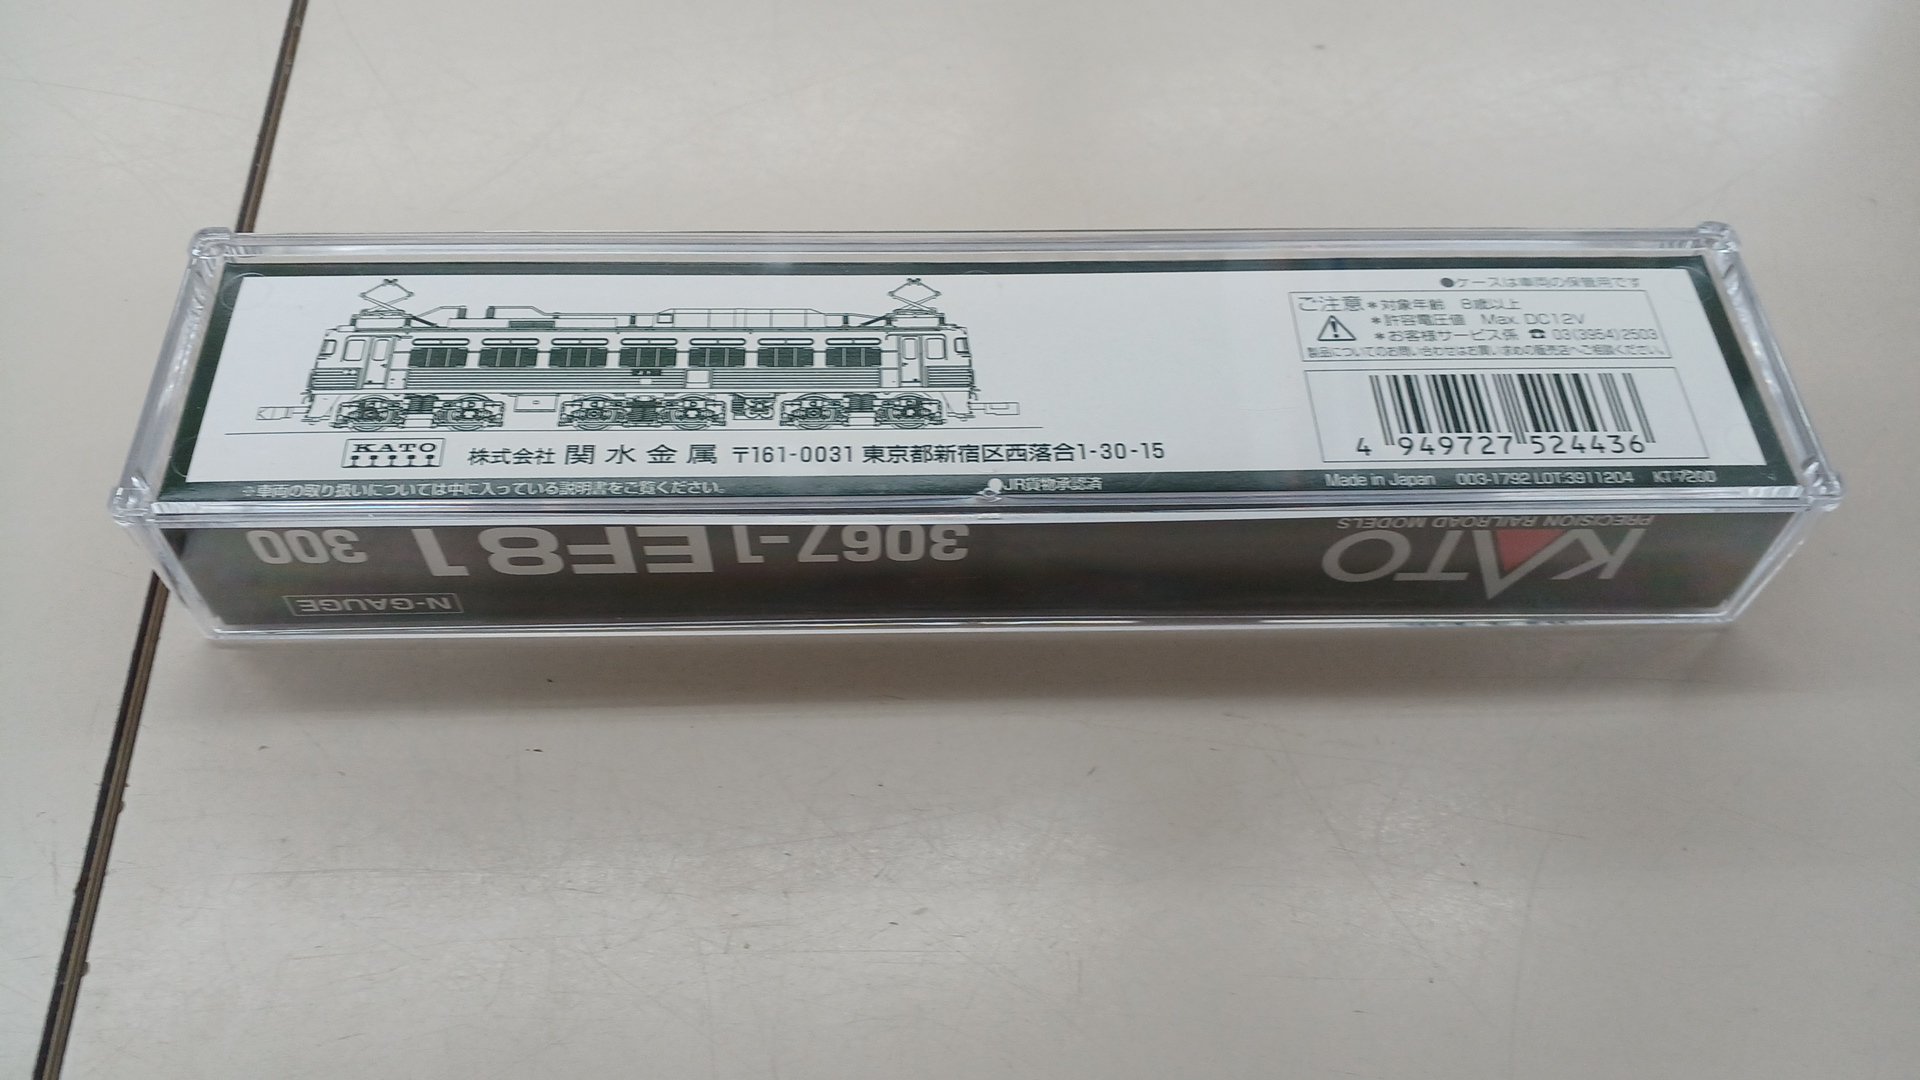 ●ケースは車両の保管用です
ご注意 *対象年齢 8歳以上
*許容電圧値 Max. DC12V
*お客様サービス係 ☎ 03(3954)2503
製品についてのお問い合わせはお買い求めの販売店へご相談ください。
4 949727 524436
KATO 株式会社 関水金属 〒161-0031 東京都新宿区西落合1-30-15
※車両の取り扱いについては中に入っている説明書をご覧ください。
JR貨物承認済
Made in Japan 003-1792 LOT:3911204
KATO
PRECISION RAILROAD MODELS
3067-1 EF81 300
N-GAUGE